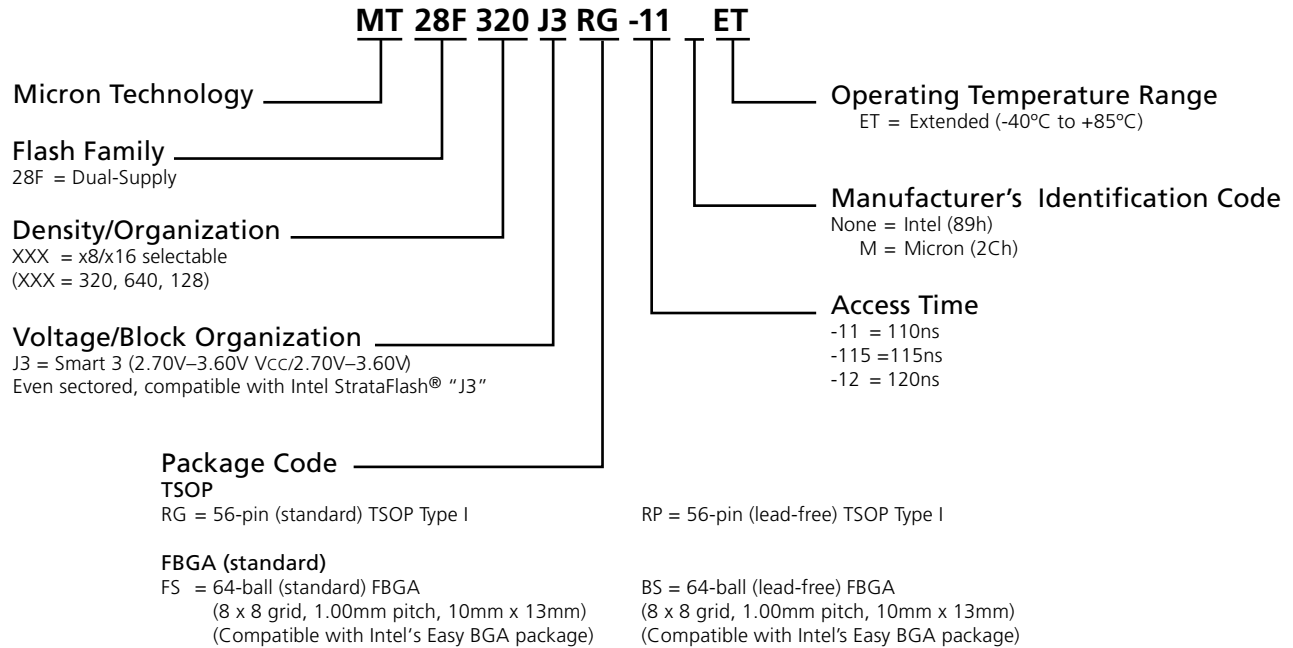 MT 28F 320 J3 RG -11 _ ET
Micron Technology
Flash Family
28F = Dual-Supply
Density/Organization
XXX = x8/x16 selectable
(XXX = 320, 640, 128)
Voltage/Block Organization
J3 = Smart 3 (2.70V–3.60V VCC/2.70V–3.60V)
Even sectored, compatible with Intel StrataFlash® “J3”
Operating Temperature Range
ET = Extended (-40ºC to +85ºC)
Manufacturer’s Identification Code
None = Intel (89h)
M = Micron (2Ch)
Access Time
-11 = 110ns
-115 =115ns
-12 = 120ns
Package Code
TSOP
RG = 56-pin (standard) TSOP Type I
RP = 56-pin (lead-free) TSOP Type I
FBGA (standard)
FS = 64-ball (standard) FBGA
(8 x 8 grid, 1.00mm pitch, 10mm x 13mm)
(Compatible with Intel‘s Easy BGA package)
BS = 64-ball (lead-free) FBGA
(8 x 8 grid, 1.00mm pitch, 10mm x 13mm)
(Compatible with Intel’s Easy BGA package)